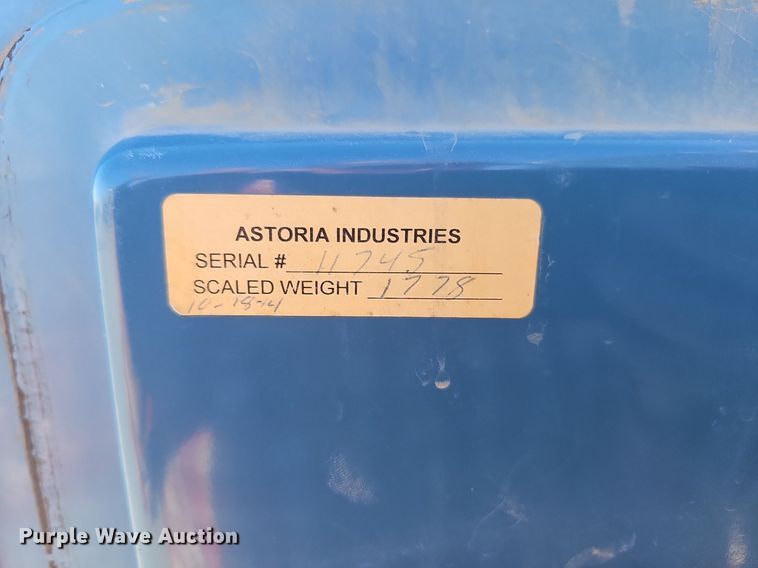 ASTORIA INDUSTRIES
SERIAL # 11745
SCALED WEIGHT 1778
10-18-14
Purple Wave Auction